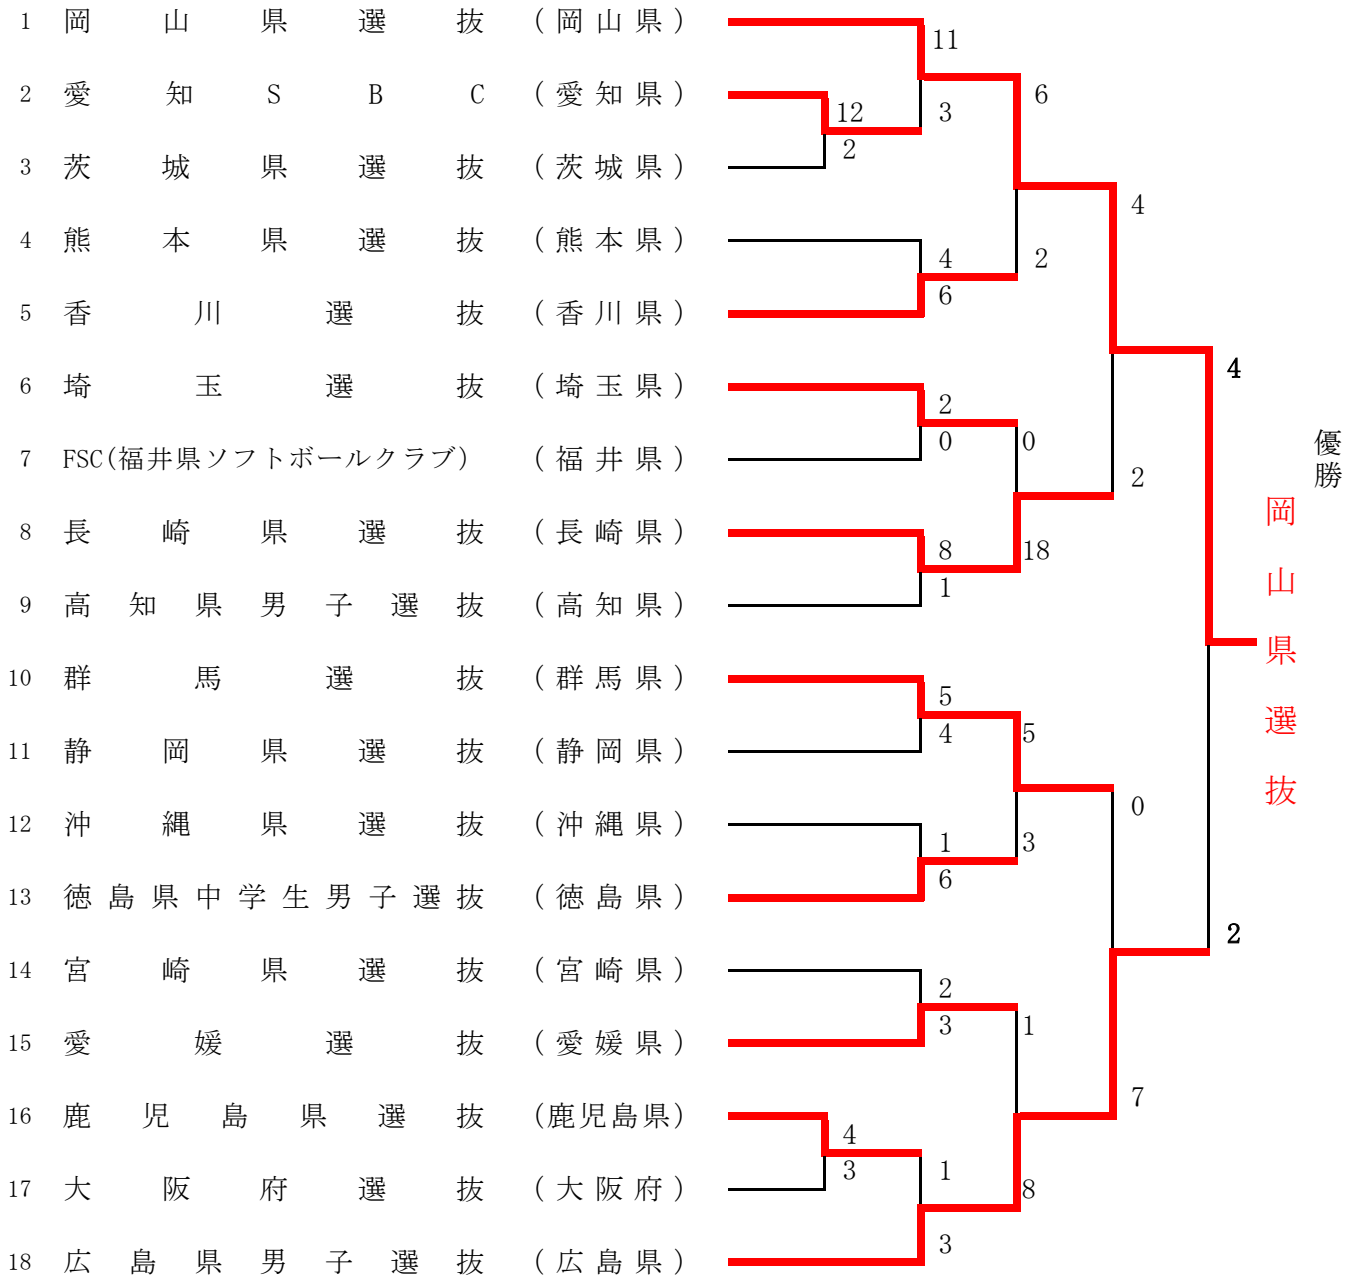 1 岡山県選抜 (岡山県)
11
2 愛知SBC (愛知県)
12
3
6
2
3 茨城県選抜 (茨城県)
4
4 熊本県選抜 (熊本県)
4
2
6
5 香川選抜 (香川県)
4
6 埼玉選抜 (埼玉県)
2
0
0
7 FSC(福井県ソフトボールクラブ) (福井県)
2
優勝
岡山県選抜
8 長崎県選抜 (長崎県)
8
18
1
9 高知県男子選抜 (高知県)
10 群馬選抜 (群馬県)
5
4
5
11 静岡県選抜 (静岡県)
0
12 沖縄県選抜 (沖縄県)
1
3
6
13 徳島県中学生男子選抜 (徳島県)
2
14 宮崎県選抜 (宮崎県)
2
3
1
15 愛媛選抜 (愛媛県)
7
16 鹿児島県選抜 (鹿児島県)
4
3
1
8
17 大阪府選抜 (大阪府)
3
18 広島県男子選抜 (広島県)